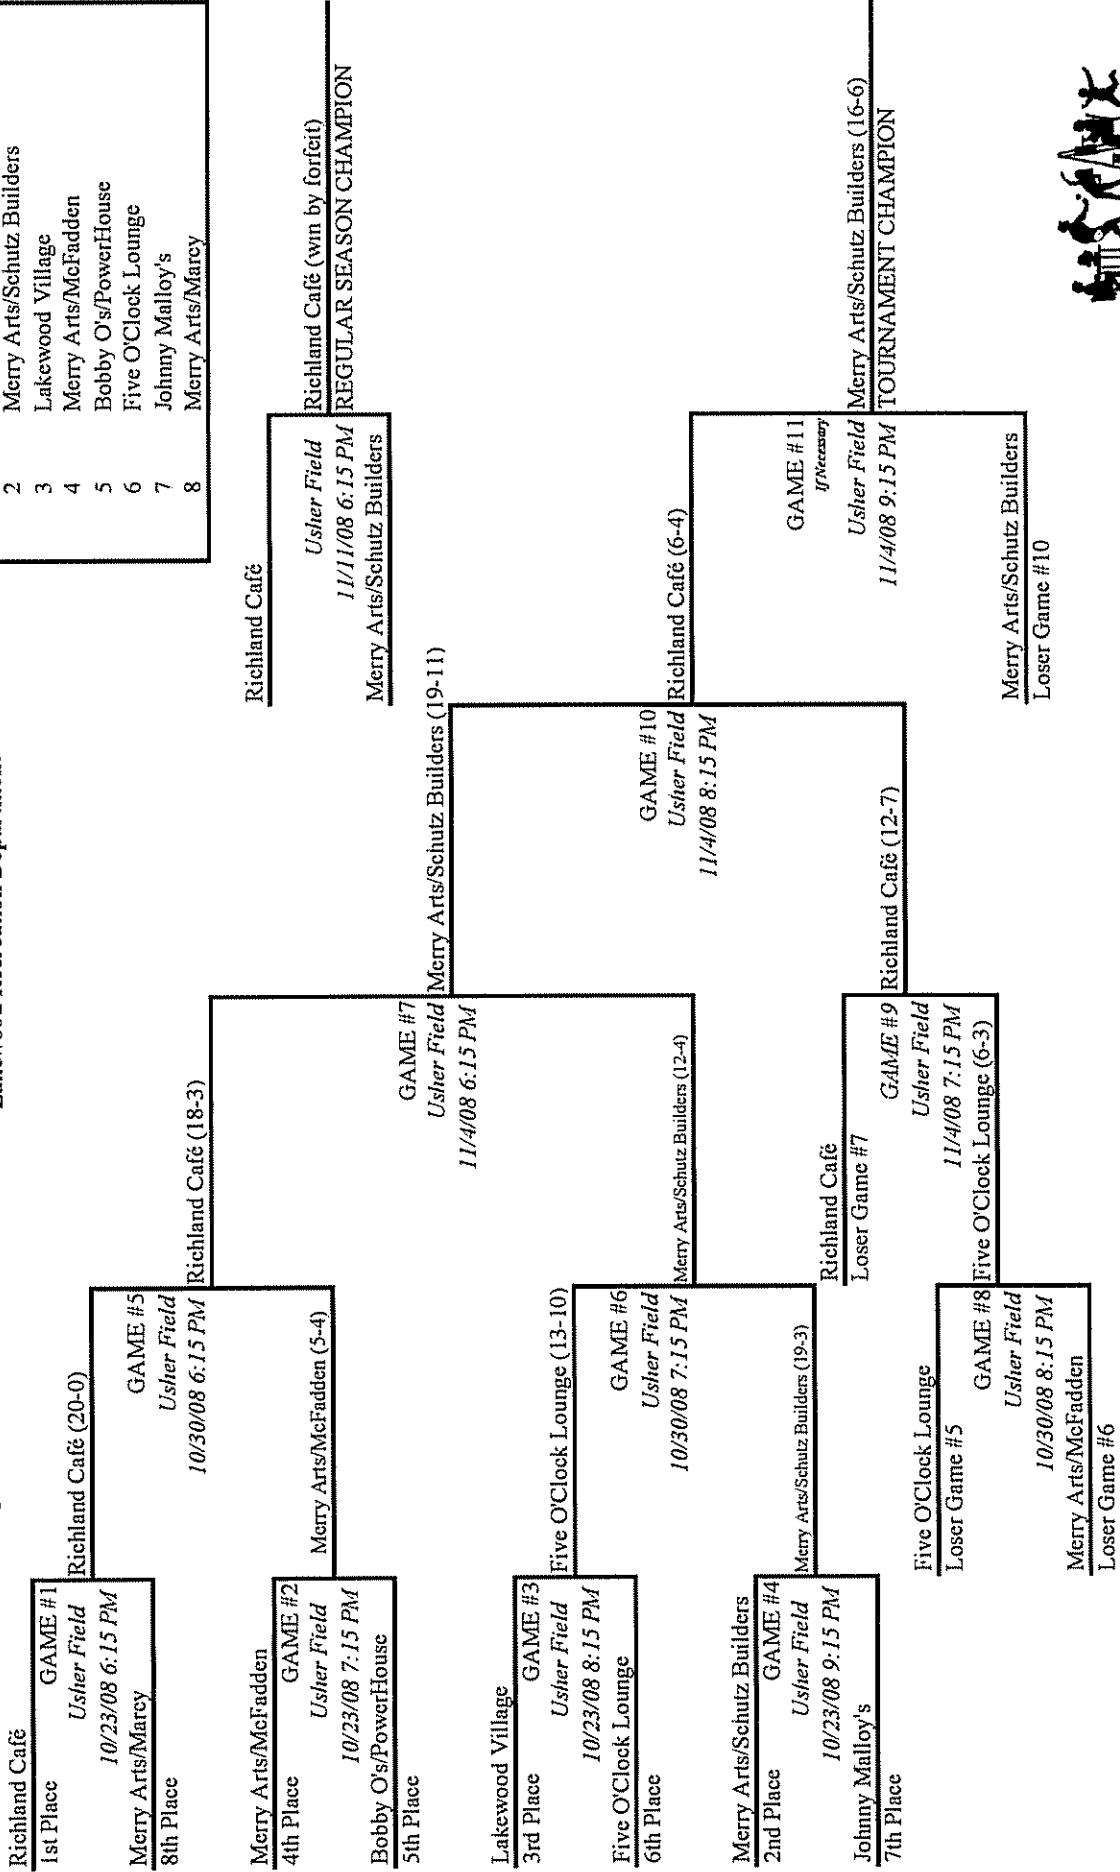 2 Merry Arts/Schutz Builders
3 Lakewood Village
4 Merry Arts/McFadden
5 Bobby O's/PowerHouse
6 Five O'Clock Lounge
7 Johnny Malloy's
8 Merry Arts/Marcy
Richland Café
1st Place
GAME #1
Usher Field
10/23/08 6:15 PM
Merry Arts/Marcy
8th Place
Richland Café (20-0)
Merry Arts/McFadden
4th Place
GAME #2
Usher Field
10/23/08 7:15 PM
Bobby O's/PowerHouse
5th Place
Merry Arts/McFadden (5-4)
GAME #5
Usher Field
10/30/08 6:15 PM
Richland Café (18-3)
Lakewood Village
3rd Place
GAME #3
Usher Field
10/23/08 8:15 PM
Five O'Clock Lounge
6th Place
Five O'Clock Lounge (13-10)
Merry Arts/Schutz Builders
2nd Place
GAME #4
Usher Field
10/23/08 9:15 PM
Johnny Malloy's
7th Place
Merry Arts/Schutz Builders (19-3)
GAME #6
Usher Field
10/30/08 7:15 PM
Merry Arts/Schutz Builders (12-4)
GAME #7
Usher Field
11/4/08 6:15 PM
Merry Arts/Schutz Builders (19-11)
Five O'Clock Lounge
Loser Game #5
GAME #8
Usher Field
10/30/08 8:15 PM
Merry Arts/McFadden
Loser Game #6
Five O'Clock Lounge (6-3)
Richland Café
Loser Game #7
GAME #9
Usher Field
11/4/08 7:15 PM
Richland Café (12-7)
GAME #10
Usher Field
11/4/08 8:15 PM
Richland Café (6-4)
GAME #11
If Necessary
Usher Field
11/4/08 9:15 PM
Merry Arts/Schutz Builders
Loser Game #10
Merry Arts/Schutz Builders (16-6)
TOURNAMENT CHAMPION
Richland Café
Usher Field
11/11/08 6:15 PM
Merry Arts/Schutz Builders
Richland Café (win by forfeit)
REGULAR SEASON CHAMPION